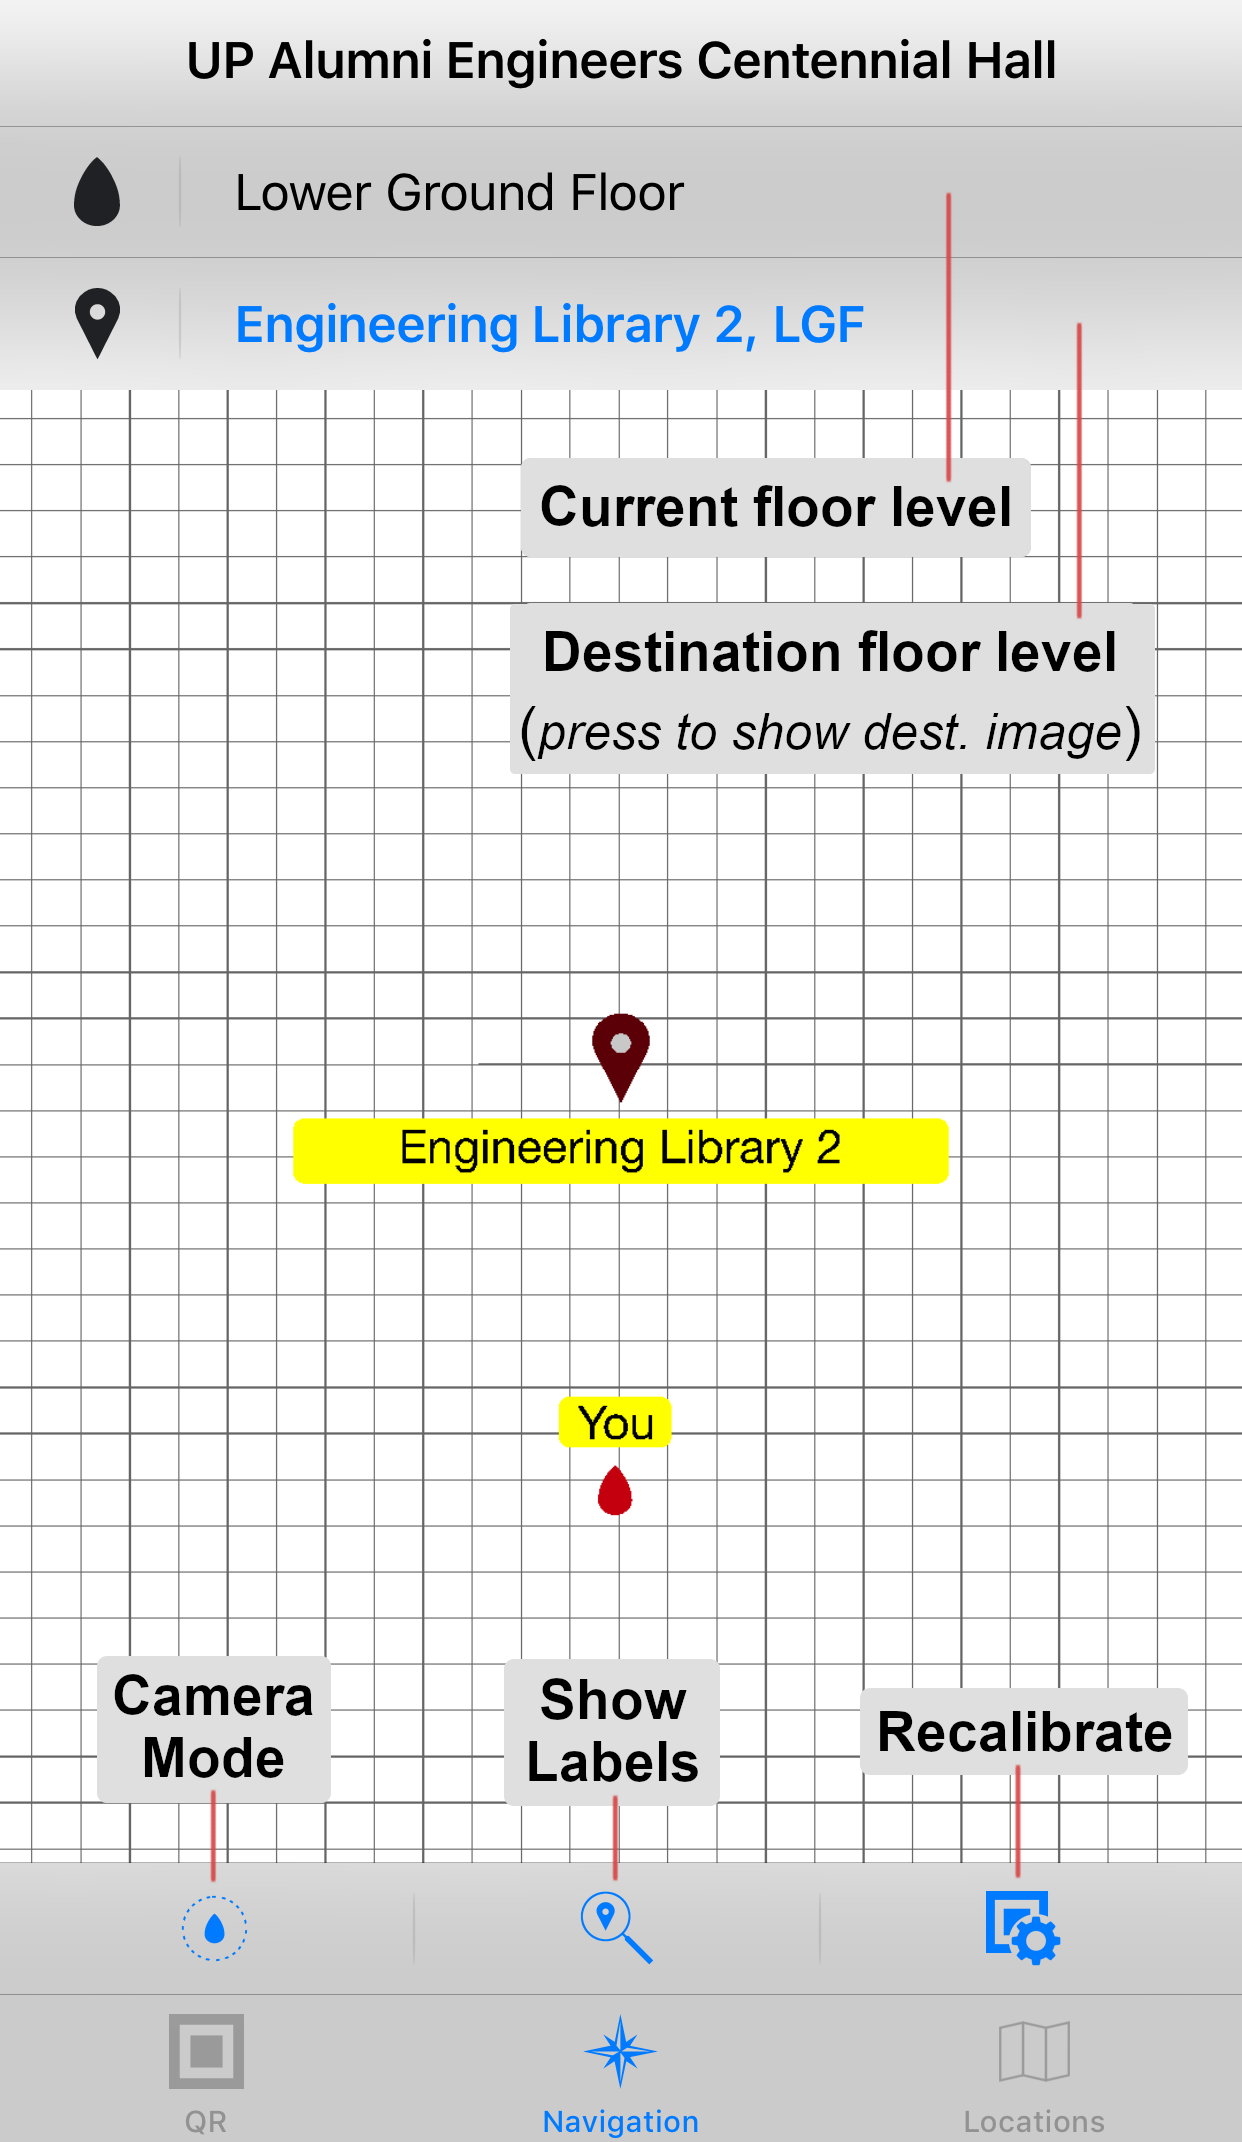 UP Alumni Engineers Centennial Hall
Lower Ground Floor
Engineering Library 2, LGF
Current floor level
Destination floor level
(press to show dest. image)
Engineering Library 2
You
Camera
Mode
Show
Labels
Recalibrate
QR
Navigation
Locations